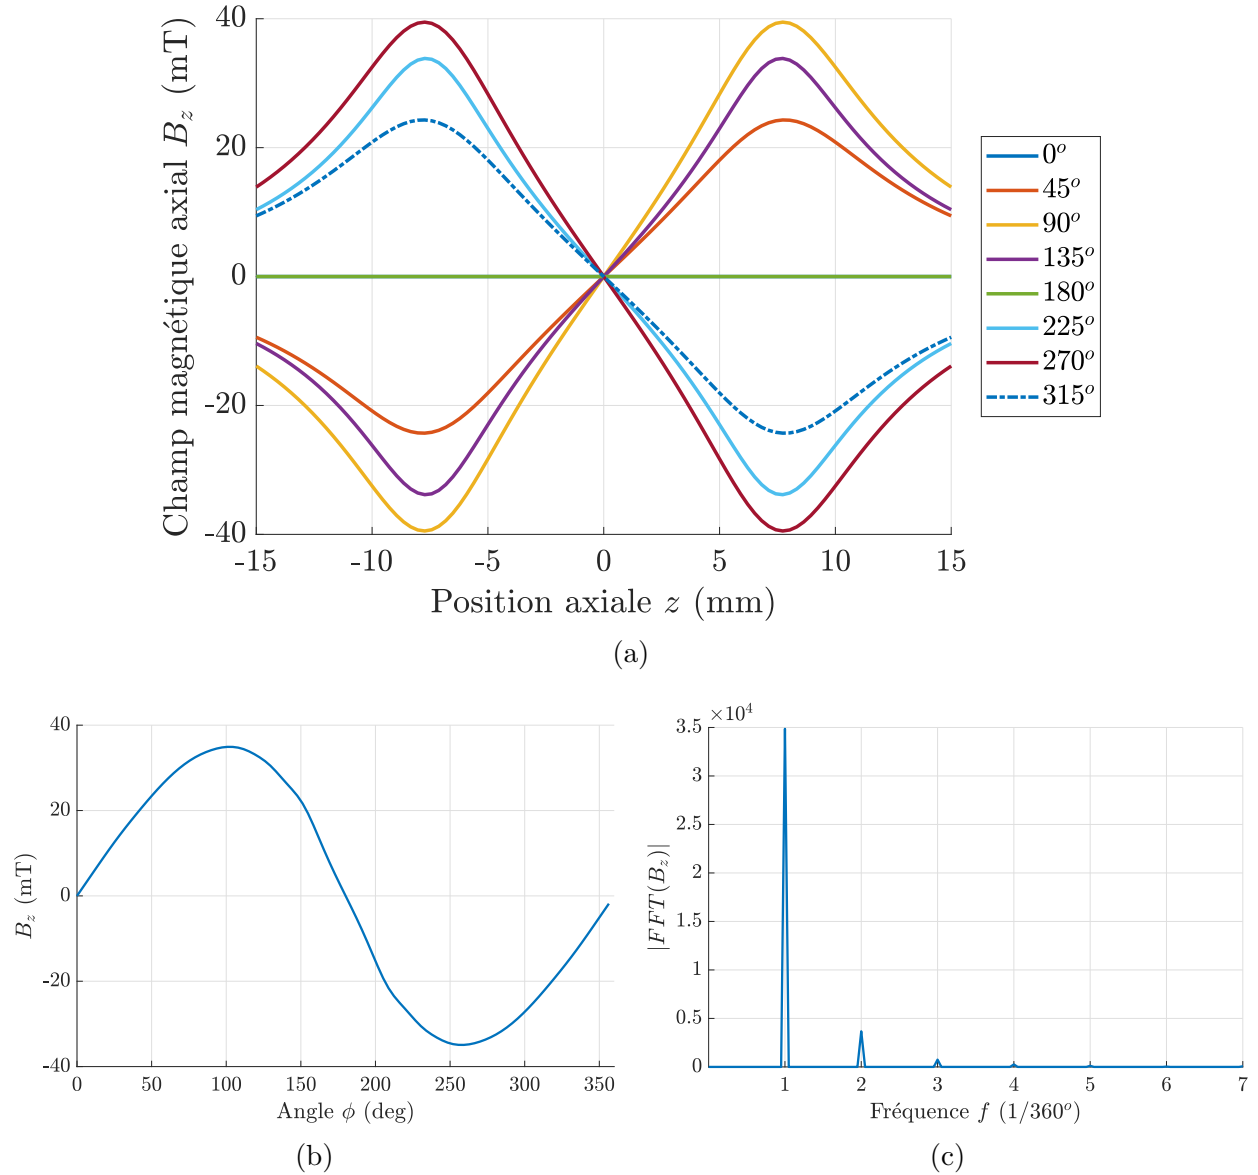 Champ magnétique axial B_z (mT)
40
20
0
-20
-40
-15 -10 -5 0 5 10 15
Position axiale z (mm)
0°
45°
90°
135°
180°
225°
270°
315°
(a)
B_z (mT)
40
20
0
-20
-40
0 50 100 150 200 250 300 350
Angle ϕ (deg)
(b)
|FFT(B_z)|
×10⁴
3.5
3
2.5
2
1.5
1
0.5
0
1 2 3 4 5 6 7
Fréquence f (1/360°)
(c)